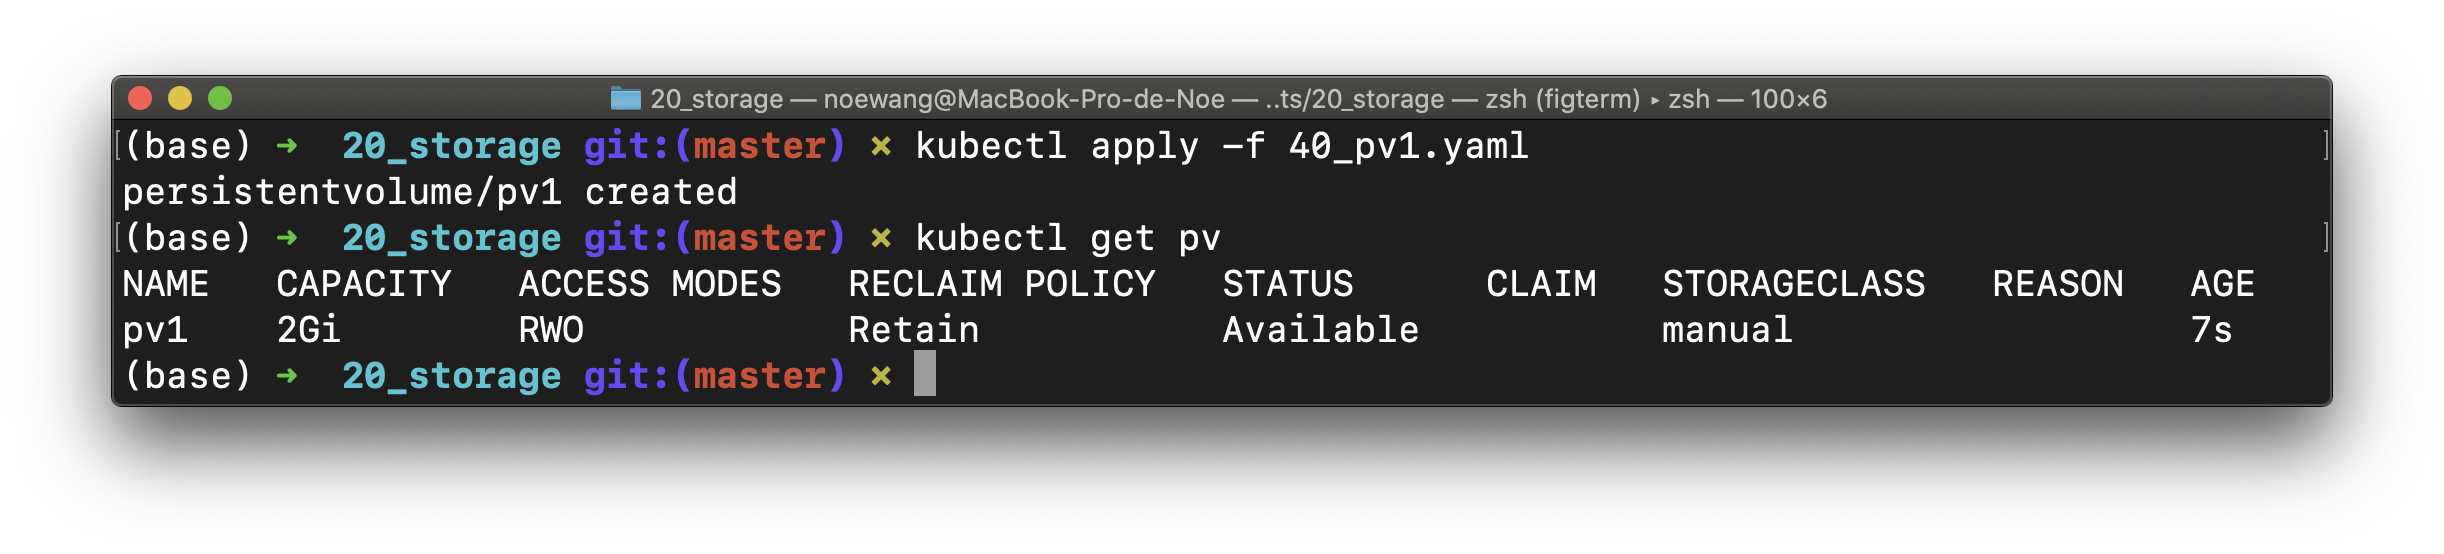 20_storage — noewang@MacBook-Pro-de-Noe — ..ts/20_storage — zsh (figterm) ▸ zsh — 100×6
(base) ➜  20_storage git:(master) ✗ kubectl apply -f 40_pv1.yaml
persistentvolume/pv1 created
(base) ➜  20_storage git:(master) ✗ kubectl get pv
NAME   CAPACITY   ACCESS MODES   RECLAIM POLICY   STATUS      CLAIM   STORAGECLASS   REASON   AGE
pv1    2Gi        RWO            Retain           Available           manual                  7s
(base) ➜  20_storage git:(master) ✗